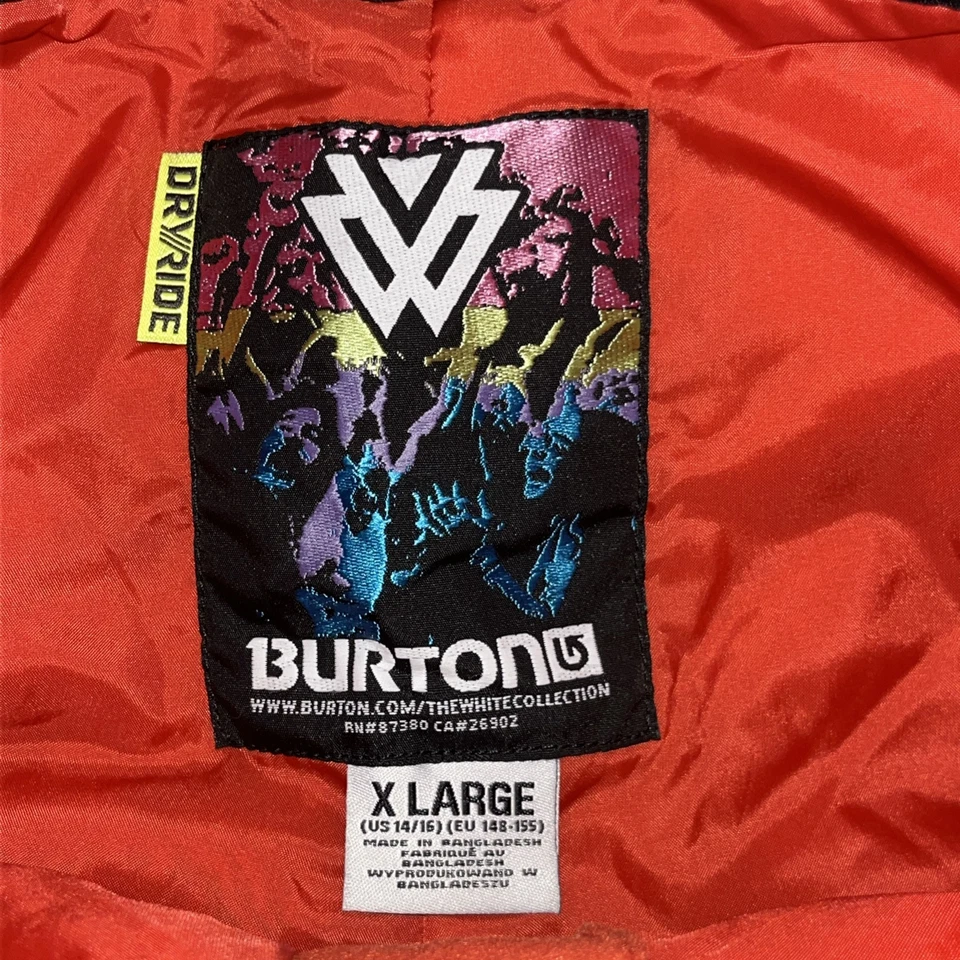 DRY//RIDE
BURTON
WWW.BURTON.COM/THEWHITECOLLECTION
RN#87380 CA#26902
X LARGE
(US 14/16) (EU 148-155)
MADE IN BANGLADESH
FABRIQUÉ AU
BANGLADESH
WYPRODUKOWANO W
BANGLADESZU